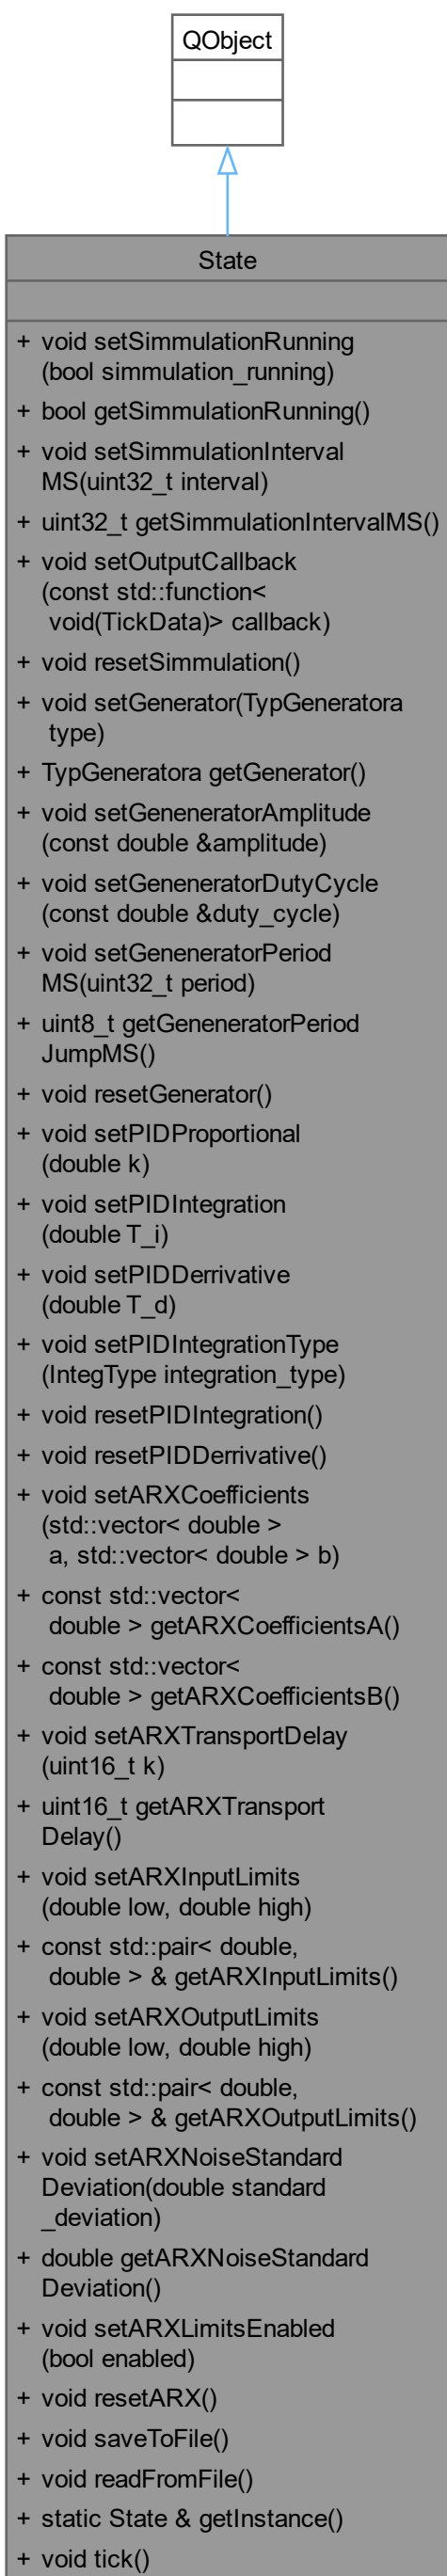 QObject
State
+ void setSimmulationRunning
(bool simmulation_running)
+ bool getSimmulationRunning()
+ void setSimmulationInterval
MS(uint32_t interval)
+ uint32_t getSimmulationIntervalMS()
+ void setOutputCallback
(const std::function<
void(TickData)> callback)
+ void resetSimmulation()
+ void setGenerator(TypGeneratora
type)
+ TypGeneratora getGenerator()
+ void setGeneneratorAmplitude
(const double &amplitude)
+ void setGeneneratorDutyCycle
(const double &duty_cycle)
+ void setGeneneratorPeriod
MS(uint32_t period)
+ uint8_t getGeneneratorPeriod
JumpMS()
+ void resetGenerator()
+ void setPIDProportional
(double k)
+ void setPIDIntegration
(double T_i)
+ void setPIDDerrivative
(double T_d)
+ void setPIDIntegrationType
(IntegType integration_type)
+ void resetPIDIntegration()
+ void resetPIDDerrivative()
+ void setARXCoefficients
(std::vector< double >
a, std::vector< double > b)
+ const std::vector<
double > getARXCoefficientsA()
+ const std::vector<
double > getARXCoefficientsB()
+ void setARXTransportDelay
(uint16_t k)
+ uint16_t getARXTransport
Delay()
+ void setARXInputLimits
(double low, double high)
+ const std::pair< double,
double > & getARXInputLimits()
+ void setARXOutputLimits
(double low, double high)
+ const std::pair< double,
double > & getARXOutputLimits()
+ void setARXNoiseStandard
Deviation(double standard
_deviation)
+ double getARXNoiseStandard
Deviation()
+ void setARXLimitsEnabled
(bool enabled)
+ void resetARX()
+ void saveToFile()
+ void readFromFile()
+ static State & getInstance()
+ void tick()